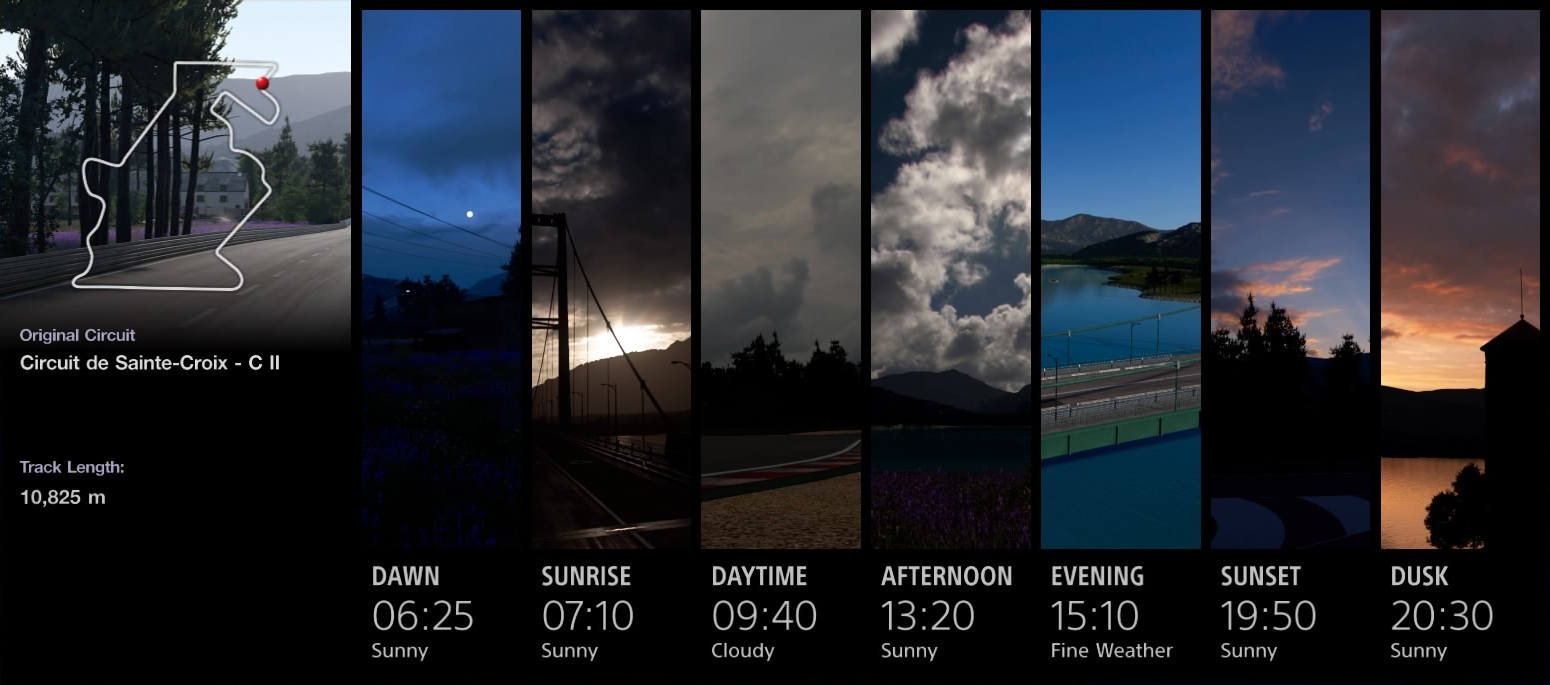 Original Circuit
Circuit de Sainte-Croix - C II
Track Length:
10,825 m
DAWN
06:25
Sunny
SUNRISE
07:10
Sunny
DAYTIME
09:40
Cloudy
AFTERNOON
13:20
Sunny
EVENING
15:10
Fine Weather
SUNSET
19:50
Sunny
DUSK
20:30
Sunny